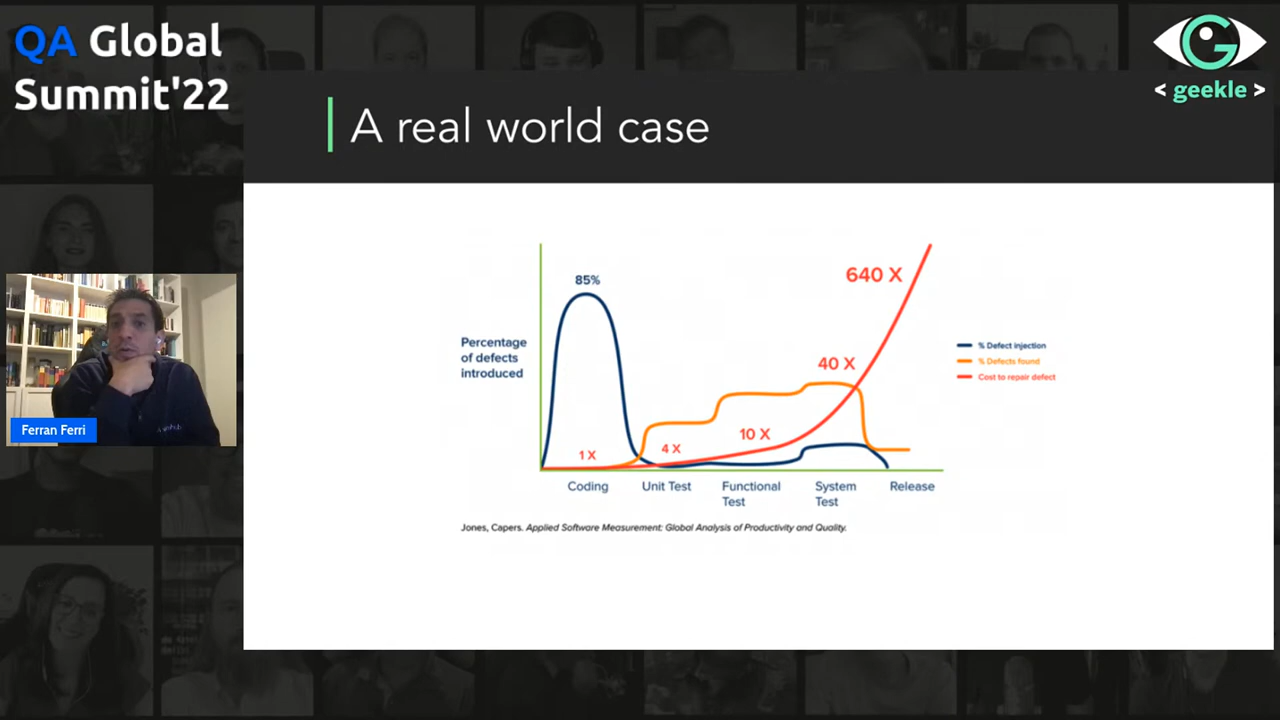 QA Global
Summit'22
< geekle >
A real world case
85%
640 X
Percentage
of defects
introduced
% Defect injection
% Defects found
Cost to repair defect
40 X
10 X
4 X
1 X
Coding
Unit Test
Functional
Test
System
Test
Release
Jones, Capers. Applied Software Measurement: Global Analysis of Productivity and Quality.
Ferran Ferri